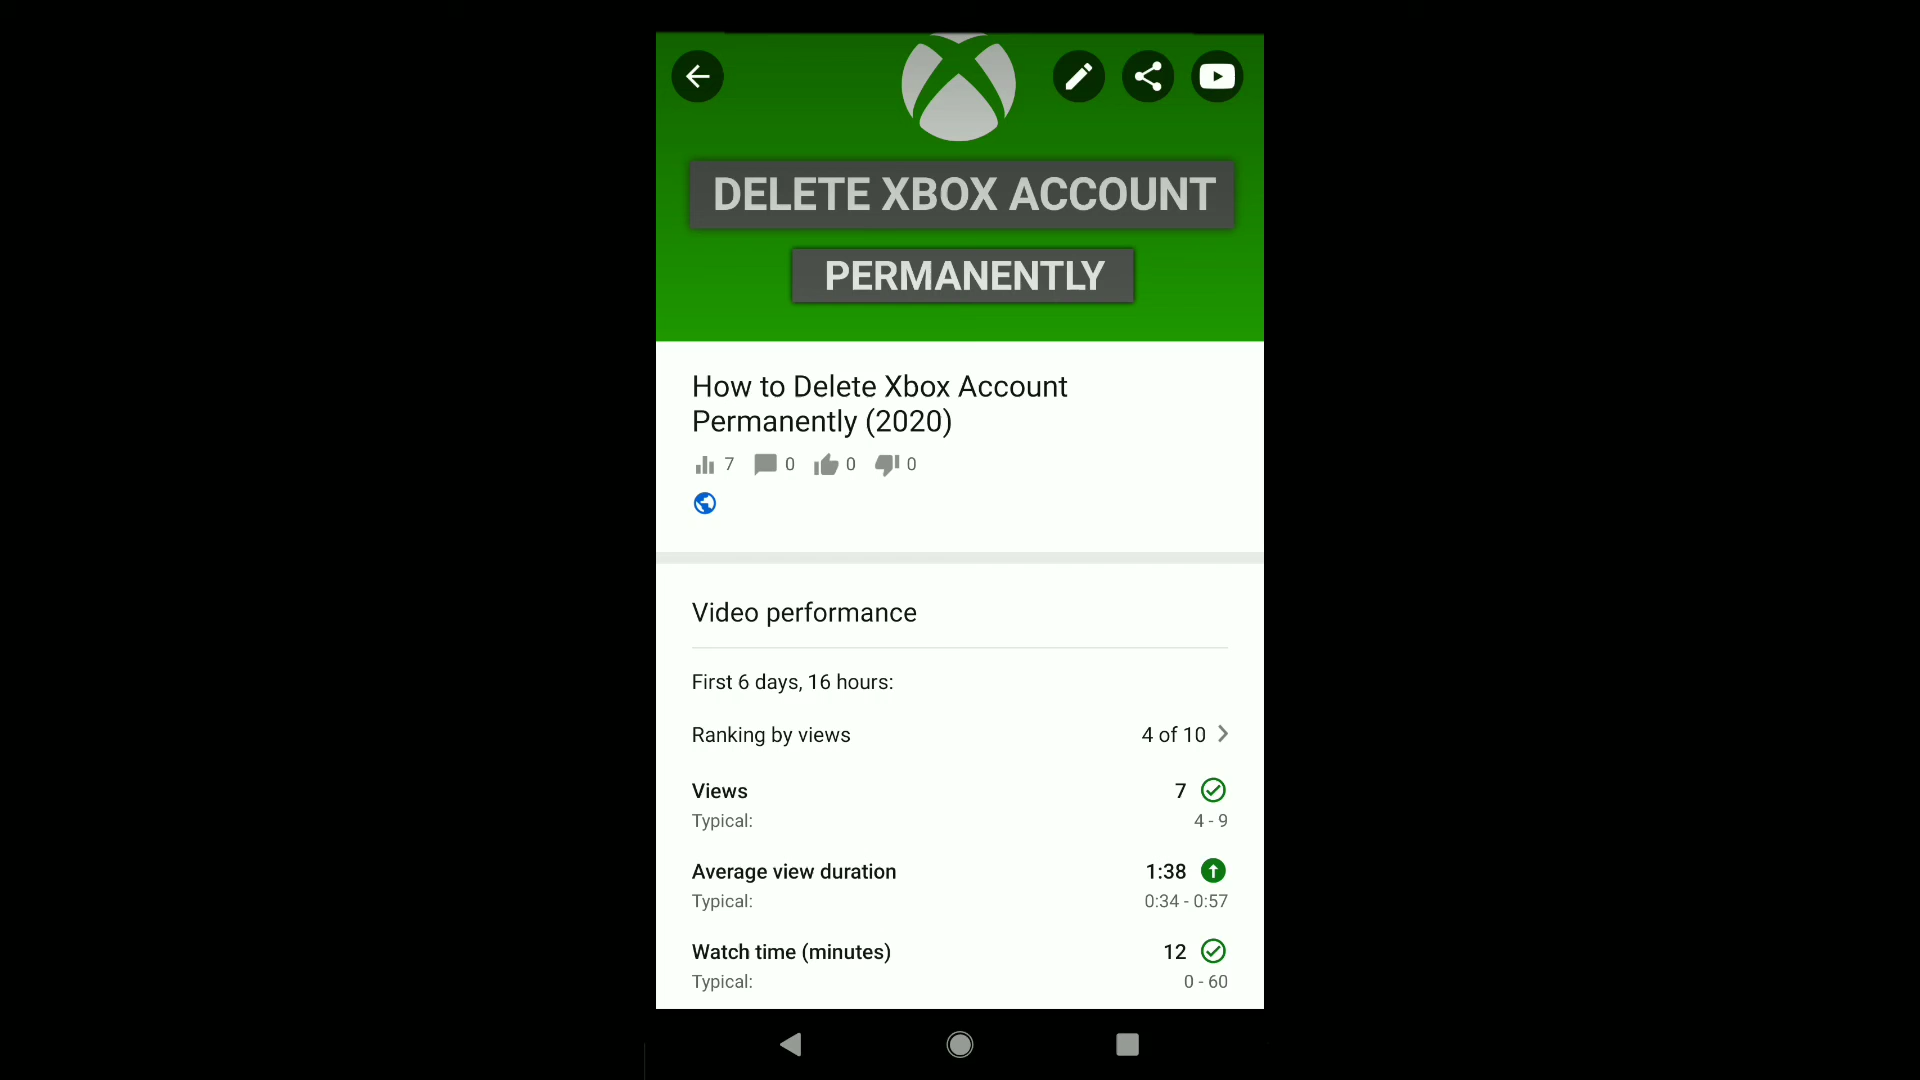 DELETE XBOX ACCOUNT
PERMANENTLY
How to Delete Xbox Account
Permanently (2020)
7 0 0 0
Video performance
First 6 days, 16 hours:
Ranking by views 4 of 10
Views 7
Typical: 4 - 9
Average view duration 1:38
Typical: 0:34 - 0:57
Watch time (minutes) 12
Typical: 0 - 60